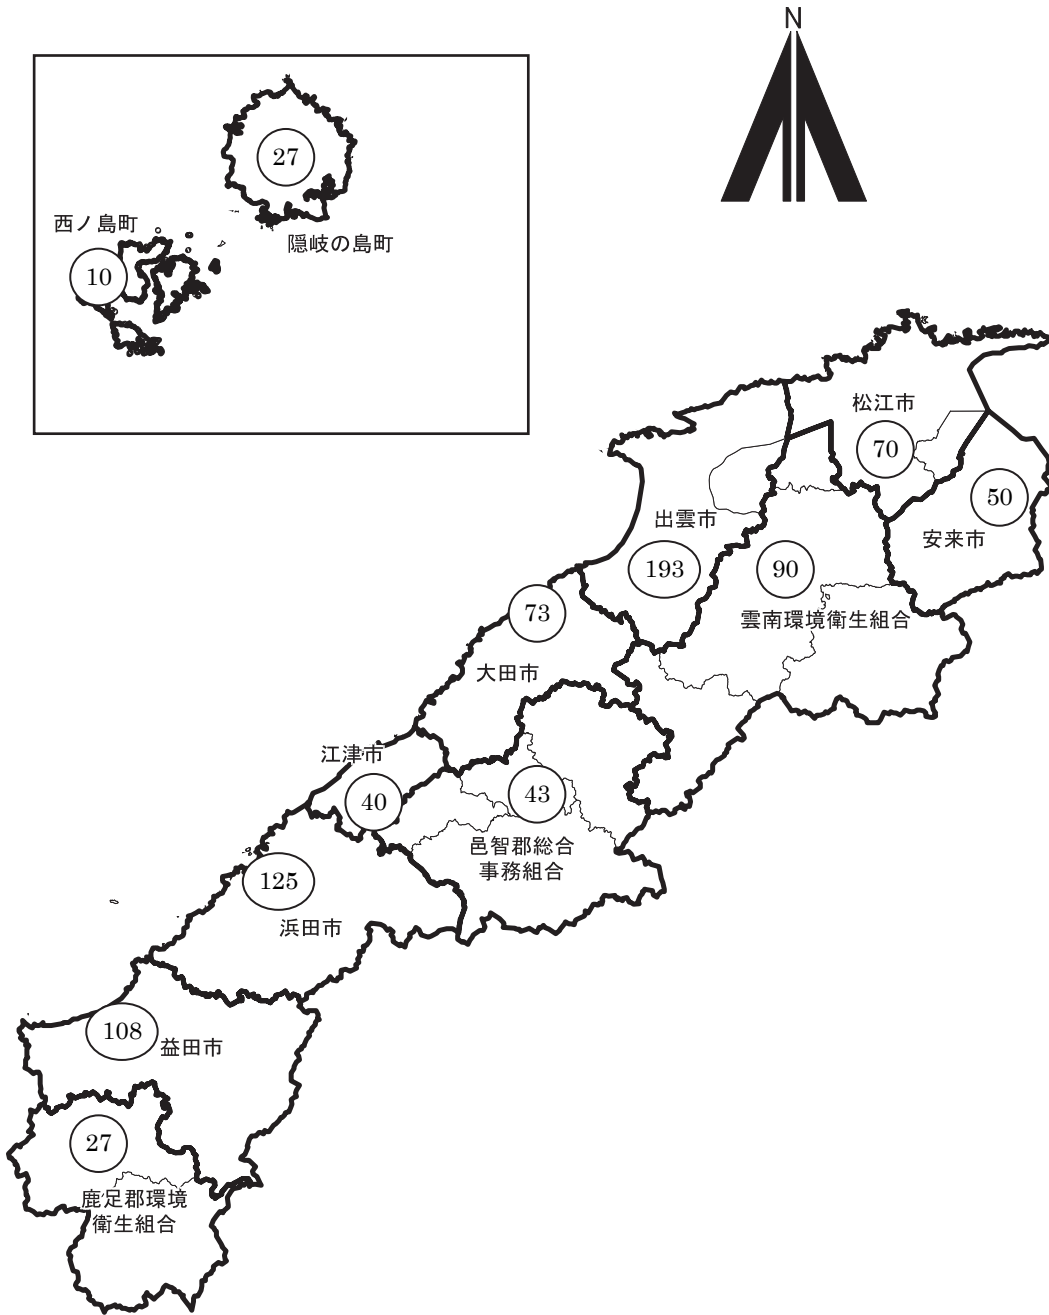 N
27
西ノ島町
隠岐の島町
10
松江市
70
50
出雲市
安来市
193
90
73
雲南環境衛生組合
大田市
江津市
40
43
邑智郡総合
事務組合
125
浜田市
108
益田市
27
鹿足郡環境
衛生組合